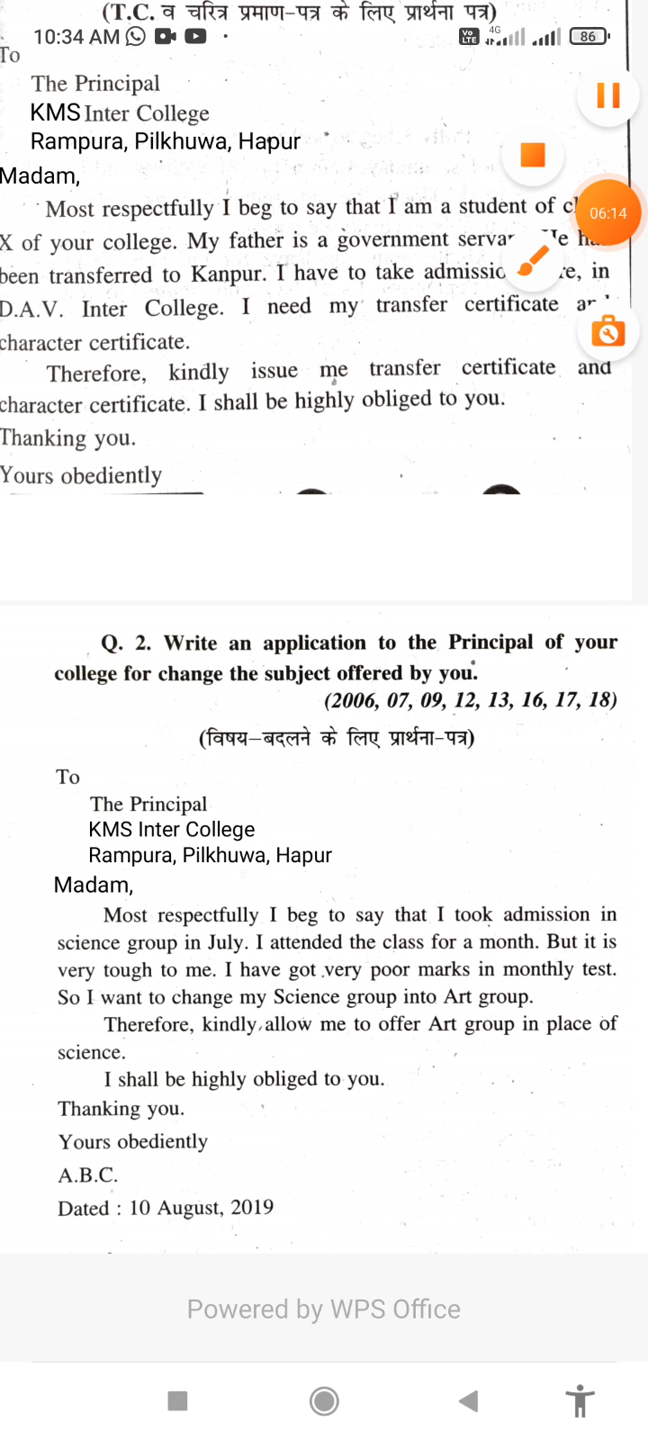 (T.C. व चरित्र प्रमाण-पत्र के लिए प्रार्थना पत्र)
10:34 AM
Vo LTE 4G 86
To
The Principal
KMS Inter College
Rampura, Pilkhuwa, Hapur
Madam,
Most respectfully I beg to say that I am a student of
06:14
X of your college. My father is a government
been transferred to Kanpur. I have to take in
D.A.V. Inter College. I need my transfer certificate
character certificate.
Therefore, kindly issue me transfer certificate and
character certificate. I shall be highly obliged to you.
Thanking you.
Yours obediently
Q. 2. Write an application to the Principal of your
college for change the subject offered by you.
(2006, 07, 09, 12, 13, 16, 17, 18)
(विषय-बदलने के लिए प्रार्थना-पत्र)
To
The Principal
KMS Inter College
Rampura, Pilkhuwa, Hapur
Madam,
Most respectfully I beg to say that I took admission in
science group in July. I attended the class for a month. But it is
very tough to me. I have got very poor marks in monthly test.
So I want to change my Science group into Art group.
Therefore, kindly allow me to offer Art group in place of
science.
I shall be highly obliged to you.
Thanking you.
Yours obediently
A.B.C.
Dated : 10 August, 2019
Powered by WPS Office